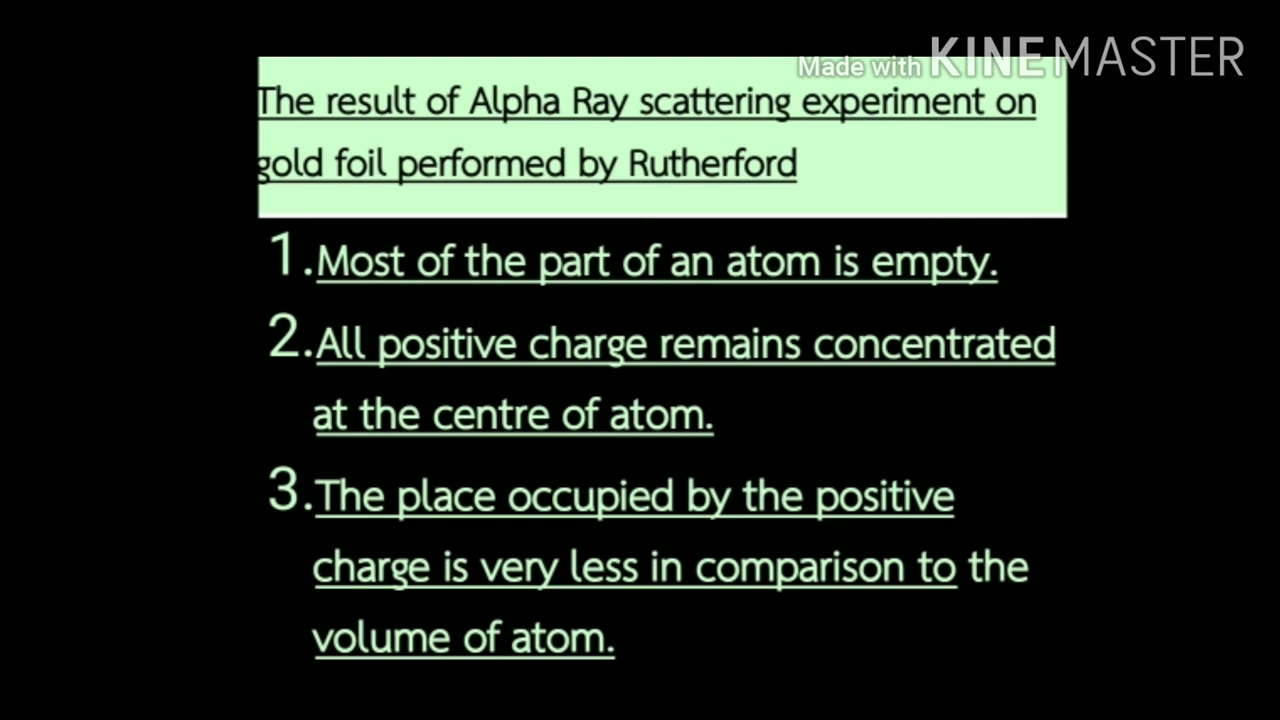 Made with KINEMASTER
The result of Alpha Ray scattering experiment on
gold foil performed by Rutherford
1.Most of the part of an atom is empty.
2.All positive charge remains concentrated
at the centre of atom.
3.The place occupied by the positive
charge is very less in comparison to the
volume of atom.